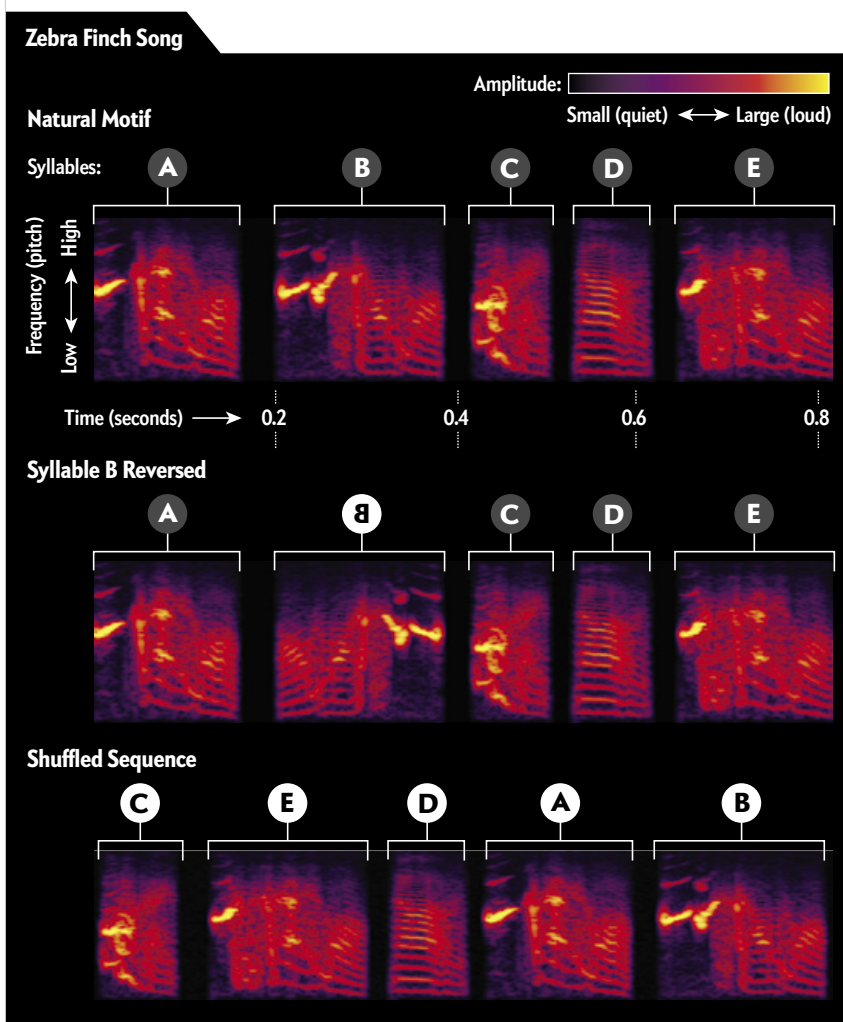 Zebra Finch Song
Amplitude:
Small (quiet) ⟷ Large (loud)
Natural Motif
Syllables:
A B C D E
Frequency (pitch)
Low ⟷ High
Time (seconds) ⟶ 0.2 0.4 0.6 0.8
Syllable B Reversed
A B C D E
Shuffled Sequence
C E D A B